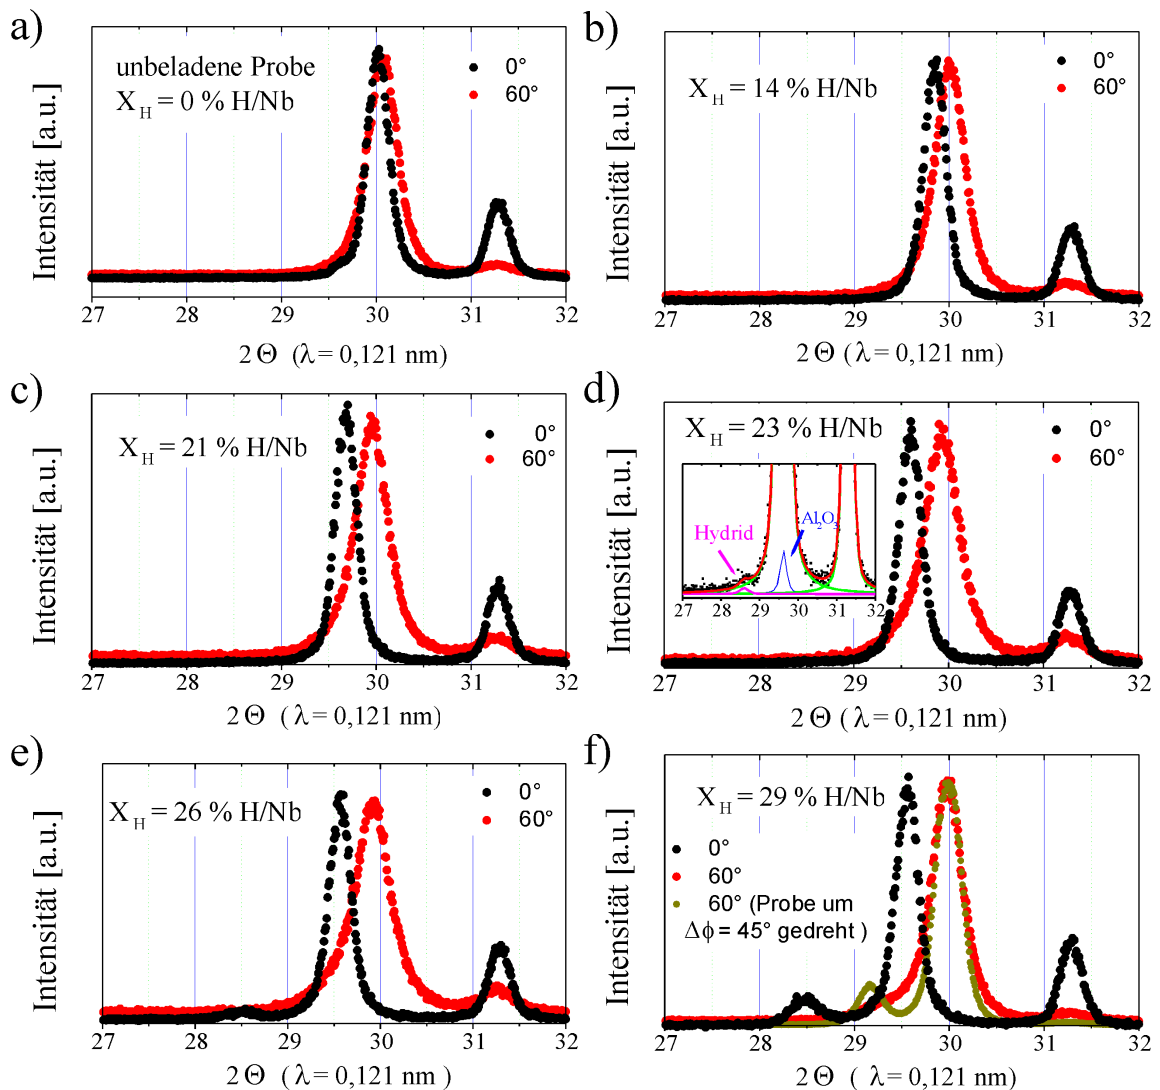 a)
unbeladene Probe
X_H = 0 % H/Nb
0°
60°
Intensität [a.u.]
27 28 29 30 31 32
2Θ (λ= 0,121 nm)
b)
X_H = 14 % H/Nb
0°
60°
Intensität [a.u.]
27 28 29 30 31 32
2Θ (λ= 0,121 nm)
c)
X_H = 21 % H/Nb
0°
60°
Intensität [a.u.]
27 28 29 30 31 32
2Θ (λ= 0,121 nm)
d)
X_H = 23 % H/Nb
0°
60°
Hydrid
Al₂O₃
27 28 29 30 31 32
Intensität [a.u.]
27 28 29 30 31 32
2Θ (λ= 0,121 nm)
e)
X_H = 26 % H/Nb
0°
60°
Intensität [a.u.]
27 28 29 30 31 32
2Θ (λ= 0,121 nm)
f)
X_H = 29 % H/Nb
0°
60°
60° (Probe um
Δϕ = 45° gedreht )
Intensität [a.u.]
27 28 29 30 31 32
2Θ (λ= 0,121 nm)